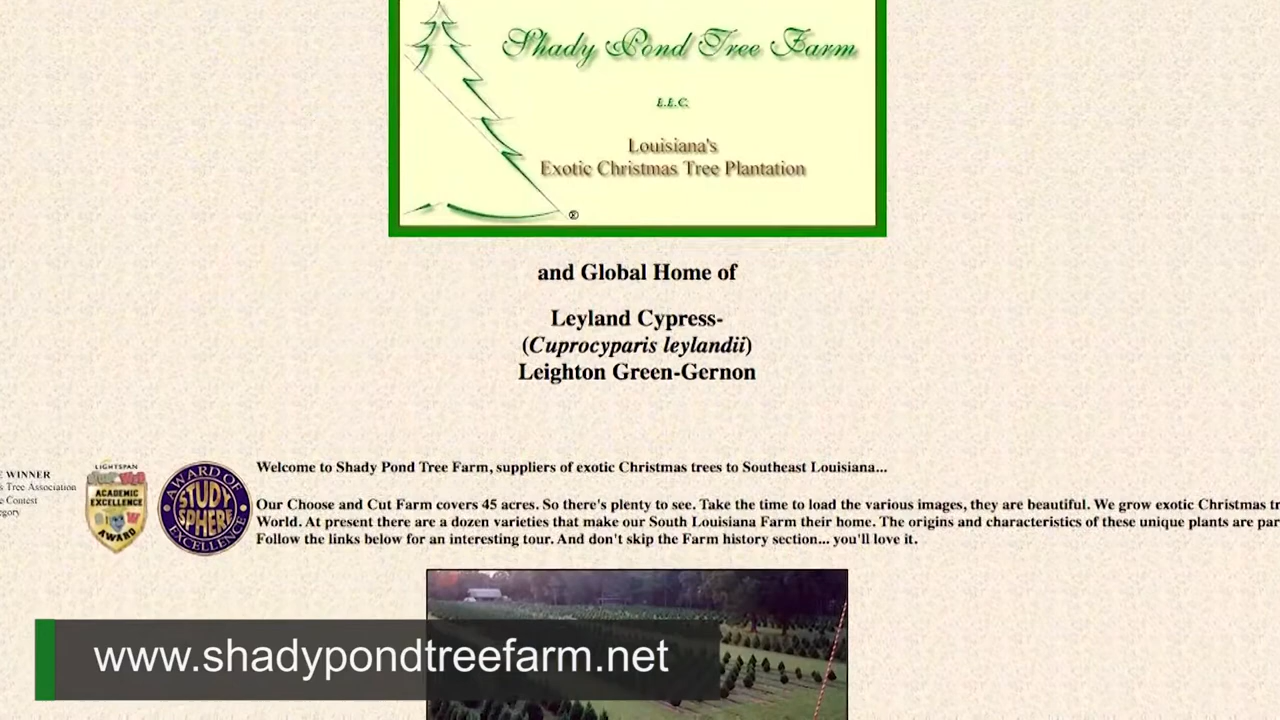 Shady Pond Tree Farm
L.L.C.
Louisiana's
Exotic Christmas Tree Plantation
®
and Global Home of
Leyland Cypress-
(Cuprocyparis leylandii)
Leighton Green-Gernon
WINNER
Tree Association
Contest
LIGHTSPAN
ACADEMIC
EXCELLENCE
AWARD
AWARD OF
STUDY
SPHERE
EXCELLENCE
Welcome to Shady Pond Tree Farm, suppliers of exotic Christmas trees to Southeast Louisiana...
Our Choose and Cut Farm covers 45 acres. So there's plenty to see. Take the time to load the various images, they are beautiful. We grow exotic Christmas tr
World. At present there are a dozen varieties that make our South Louisiana Farm their home. The origins and characteristics of these unique plants are par
Follow the links below for an interesting tour. And don't skip the Farm history section... you'll love it.
www.shadypondtreefarm.net